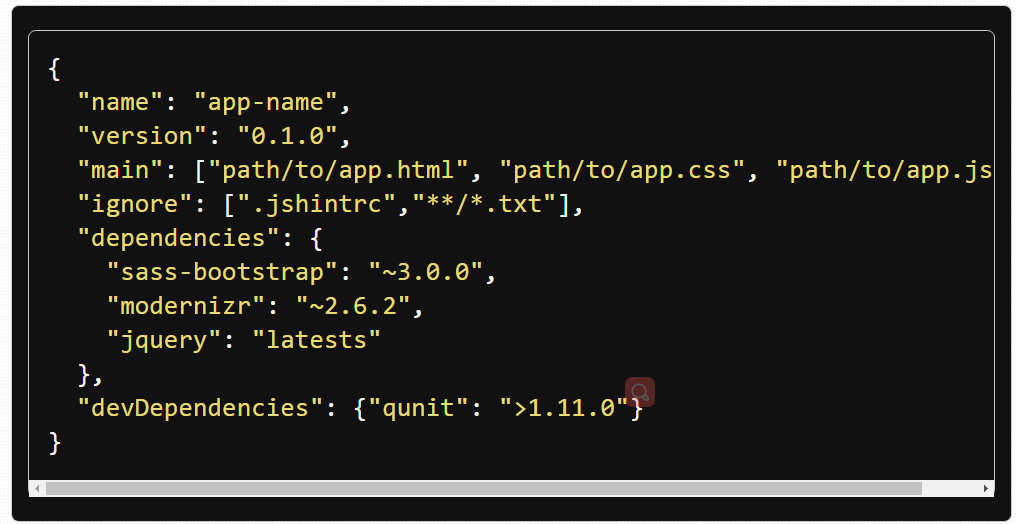 {
"name": "app-name",
"version": "0.1.0",
"main": ["path/to/app.html", "path/to/app.css", "path/to/app.js
"ignore": [".jshintrc","**/*.txt"],
"dependencies": {
"sass-bootstrap": "~3.0.0",
"modernizr": "~2.6.2",
"jquery": "latests"
},
"devDependencies": {"qunit": ">1.11.0"}
}